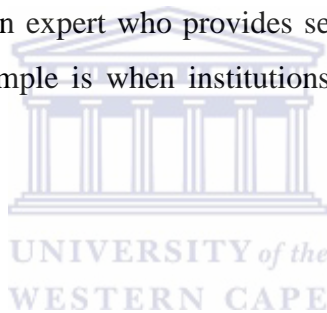 n expert who provides se
mple is when institutions
UNIVERSITY of the
WESTERN CAPE